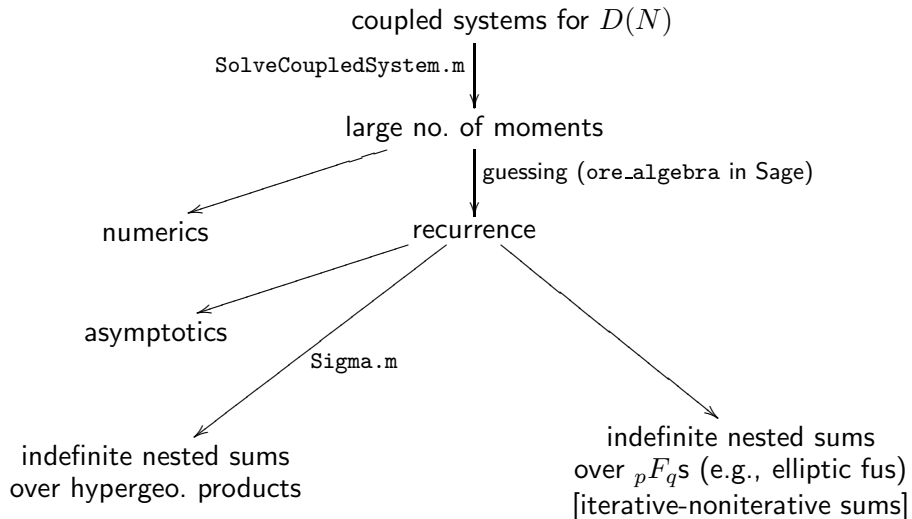 coupled systems for D(N)
SolveCoupledSystem.m
large no. of moments
guessing (ore_algebra in Sage)
numerics
recurrence
asymptotics
Sigma.m
indefinite nested sums
over hypergeo. products
indefinite nested sums
over pFqs (e.g., elliptic fus)
[iterative-noniterative sums]